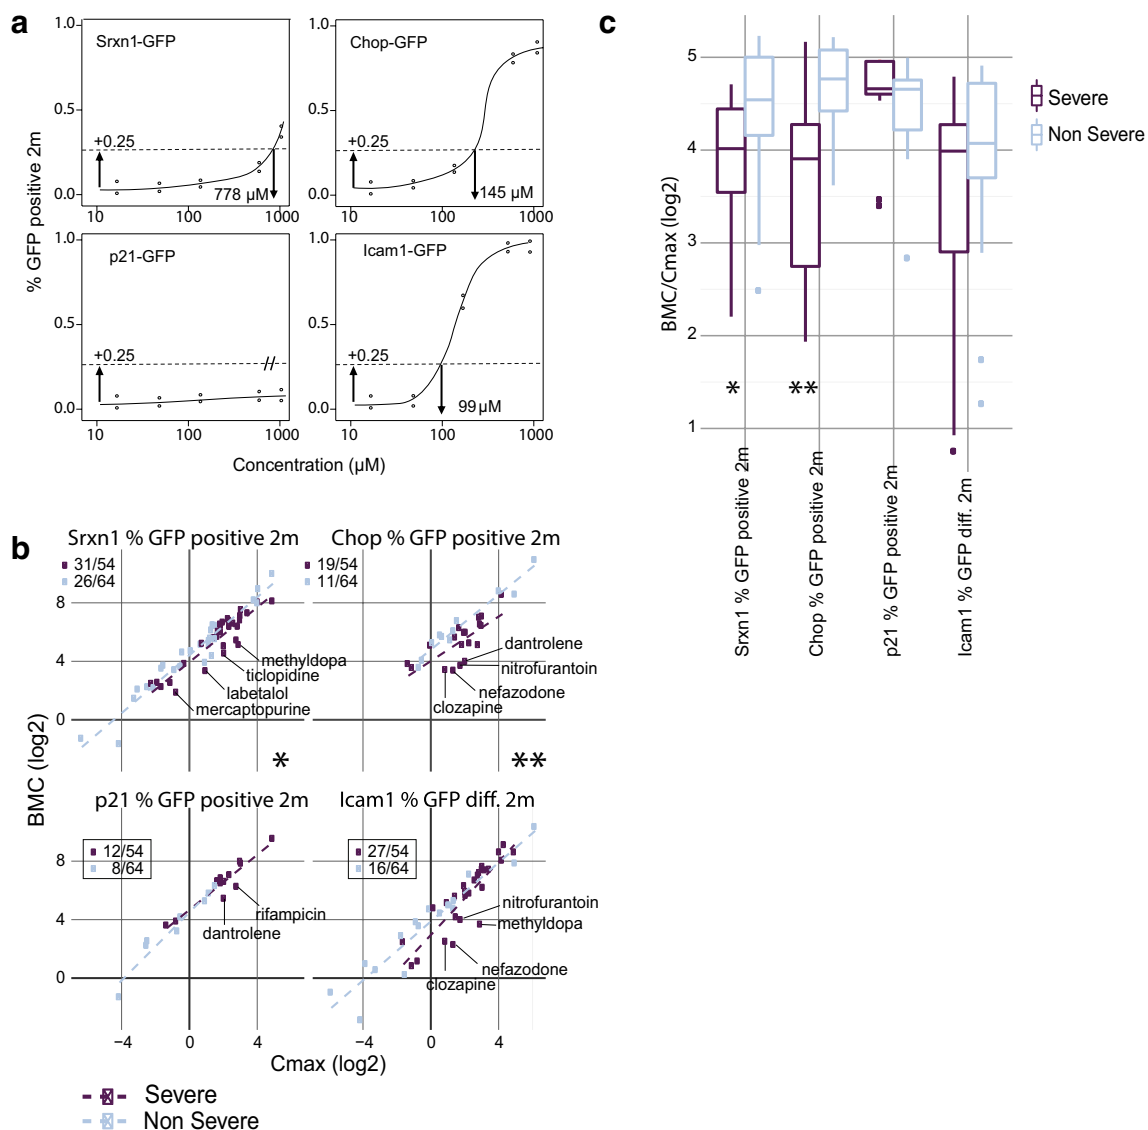 a
% GFP positive 2m
Srxn1-GFP
1.0
0.5
0.0
+0.25
778 µM
10 100 1000
Chop-GFP
1.0
0.5
0.0
+0.25
145 µM
10 100 1000
p21-GFP
1.0
0.5
0.0
+0.25
10 100 1000
Icam1-GFP
1.0
0.5
0.0
+0.25
99 µM
10 100 1000
Concentration (µM)
b
BMC (log2)
Srxn1 % GFP positive 2m
31/54
26/64
8
4
0
methyldopa
ticlopidine
labetalol
mercaptopurine
*
Chop % GFP positive 2m
19/54
11/64
dantrolene
nitrofurantoin
nefazodone
clozapine
**
p21 % GFP positive 2m
12/54
8/64
8
4
0
rifampicin
dantrolene
−4 0 4
Icam1 % GFP diff. 2m
27/54
16/64
nitrofurantoin
methyldopa
nefazodone
clozapine
−4 0 4
Cmax (log2)
Severe
Non Severe
c
BMC/Cmax (log2)
5
4
3
2
1
* **
Srxn1 % GFP positive 2m
Chop % GFP positive 2m
p21 % GFP positive 2m
Icam1 % GFP diff. 2m
Severe
Non Severe